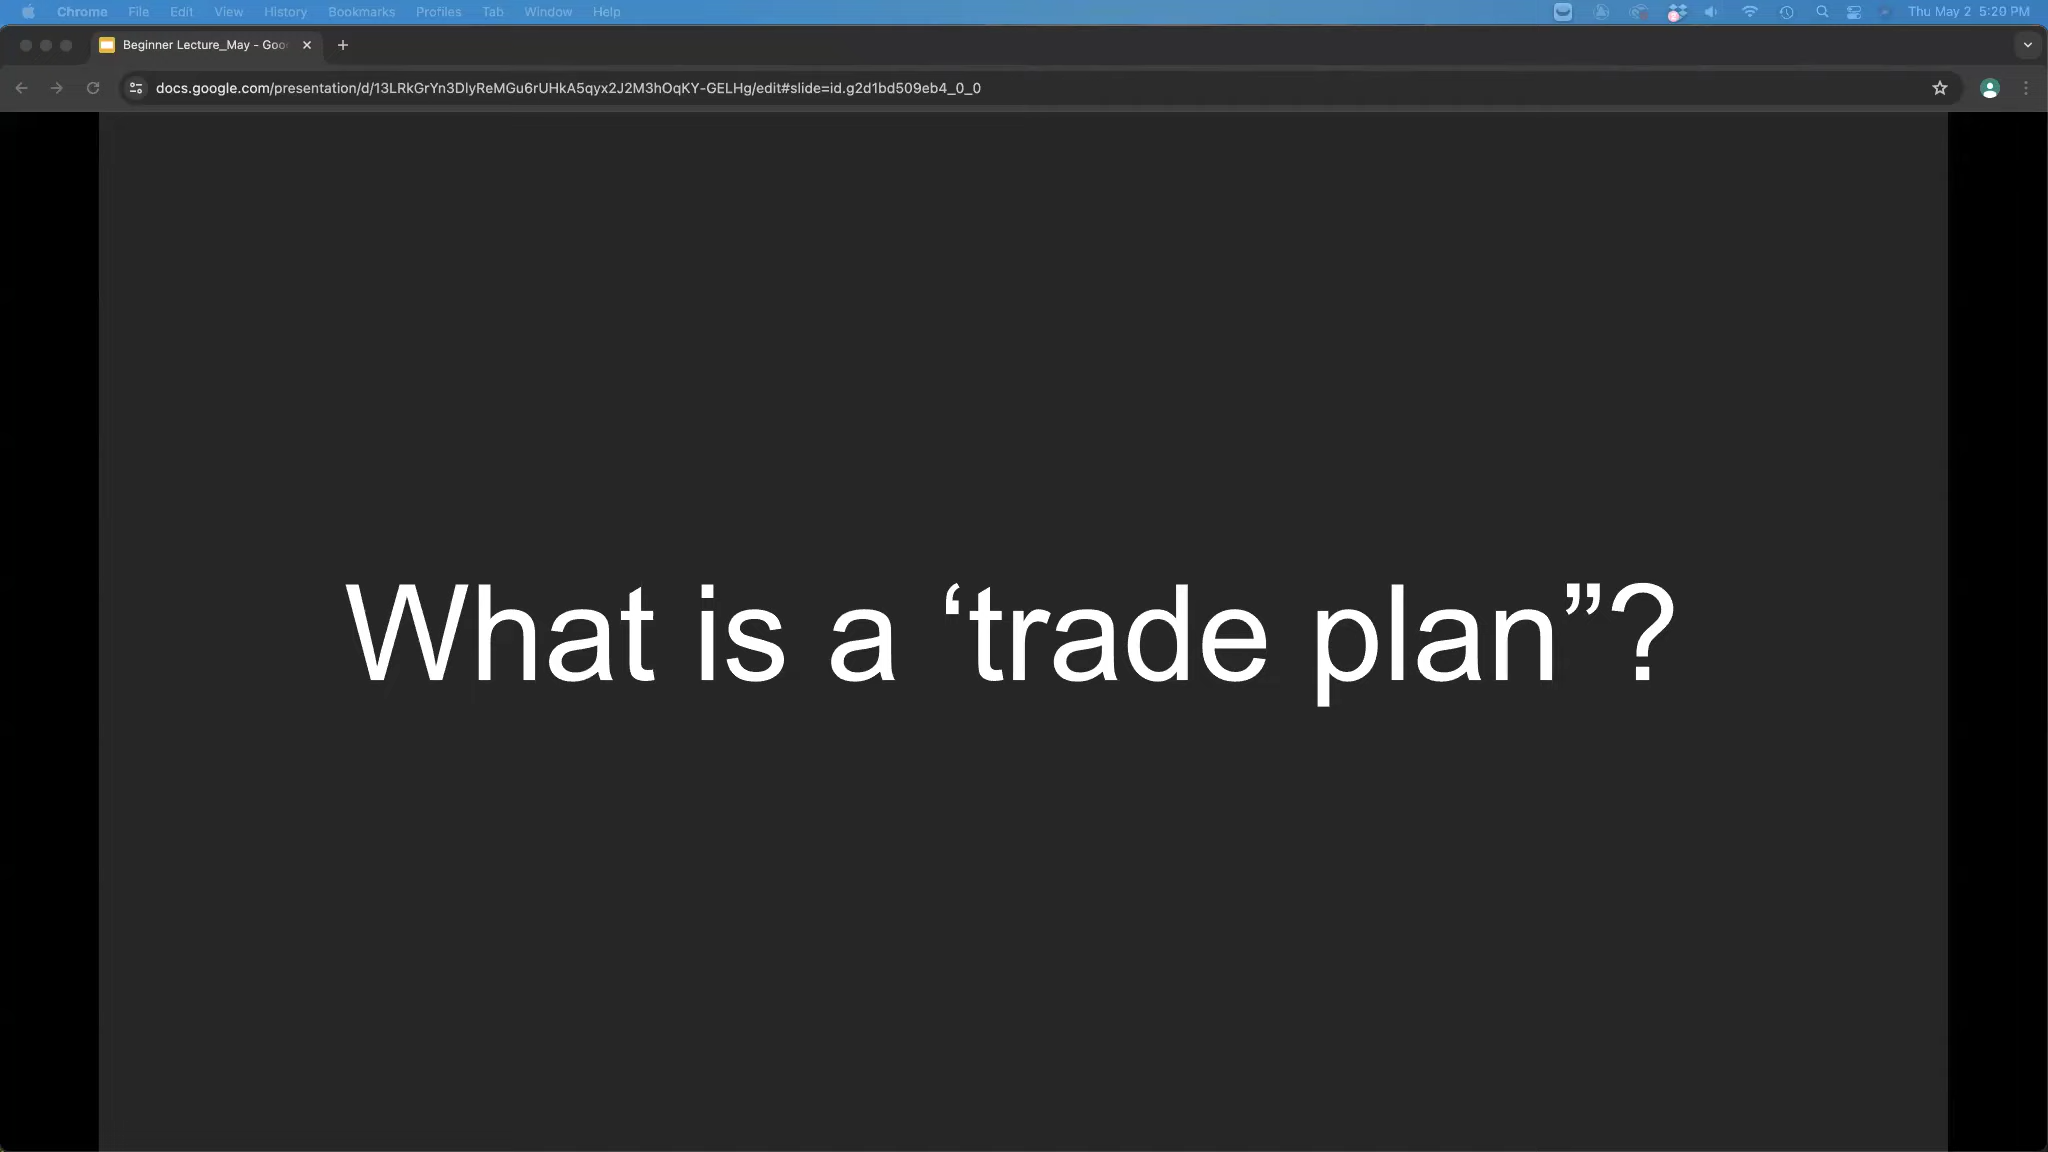 Chrome File Edit View History Bookmarks Profiles Tab Window Help Thu May 2 5:20 PM
Beginner Lecture_May - Goo
docs.google.com/presentation/d/13LRkGrYn3DlyReMGu6rUHkA5qyx2J2M3hOqKY-GELHg/edit#slide=id.g2d1bd509eb4_0_0
What is a ‘trade plan”?